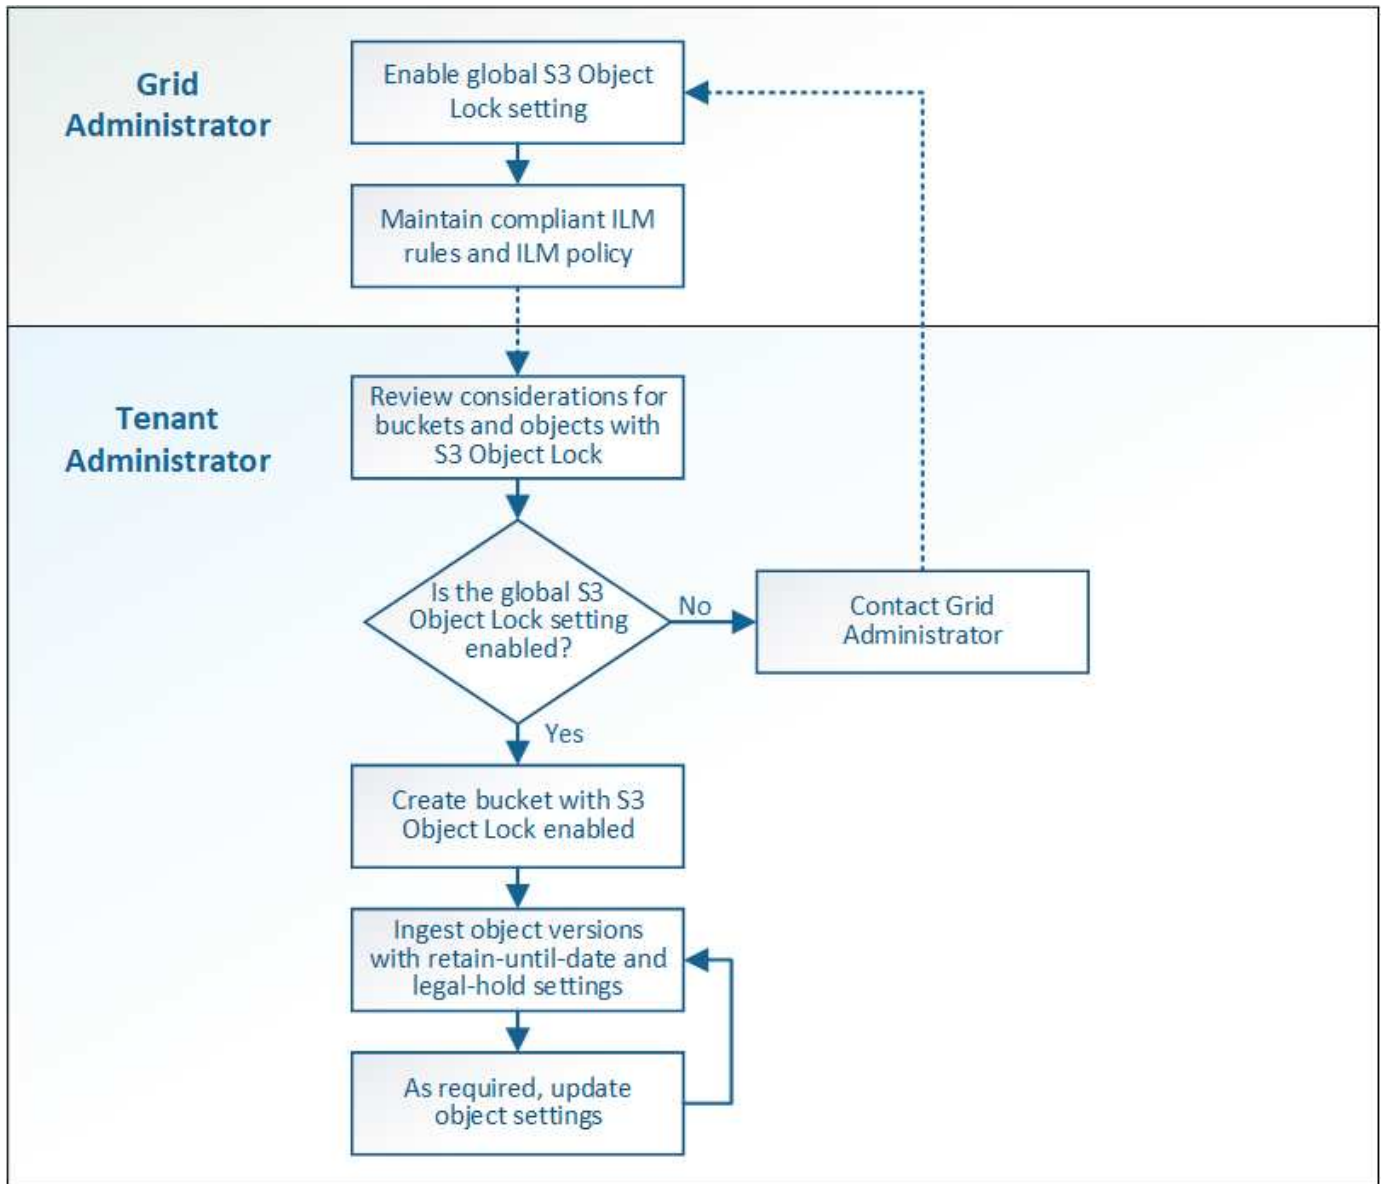 Grid
Administrator
Enable global S3 Object
Lock setting
Maintain compliant ILM
rules and ILM policy
Tenant
Administrator
Review considerations for
buckets and objects with
S3 Object Lock
Is the global S3
Object Lock setting
enabled?
No
Contact Grid
Administrator
Yes
Create bucket with S3
Object Lock enabled
Ingest object versions
with retain-until-date and
legal-hold settings
As required, update
object settings